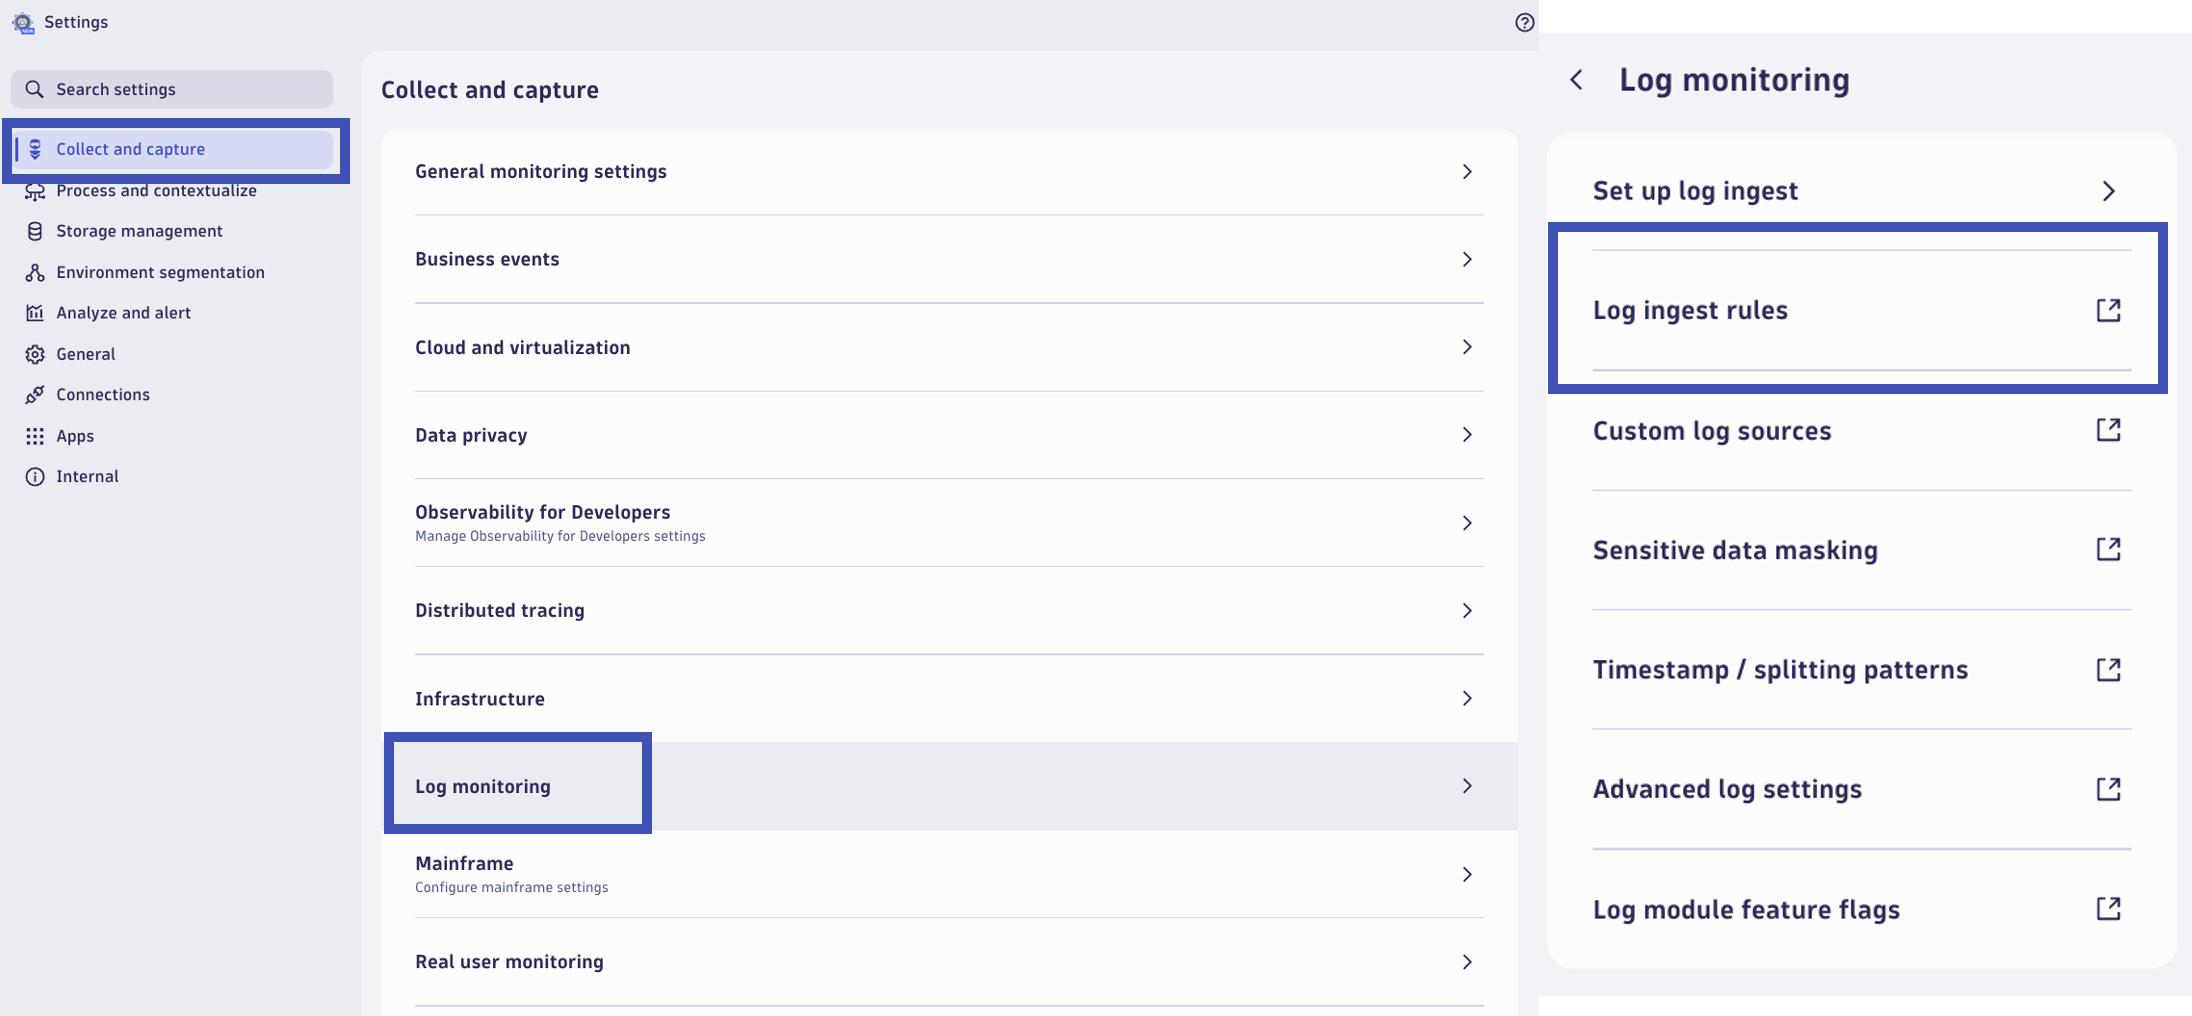 Settings
Search settings
Collect and capture
Process and contextualize
Storage management
Environment segmentation
Analyze and alert
General
Connections
Apps
Internal
Collect and capture
General monitoring settings
Business events
Cloud and virtualization
Data privacy
Observability for Developers
Manage Observability for Developers settings
Distributed tracing
Infrastructure
Log monitoring
Mainframe
Configure mainframe settings
Real user monitoring
Log monitoring
Set up log ingest
Log ingest rules
Custom log sources
Sensitive data masking
Timestamp / splitting patterns
Advanced log settings
Log module feature flags